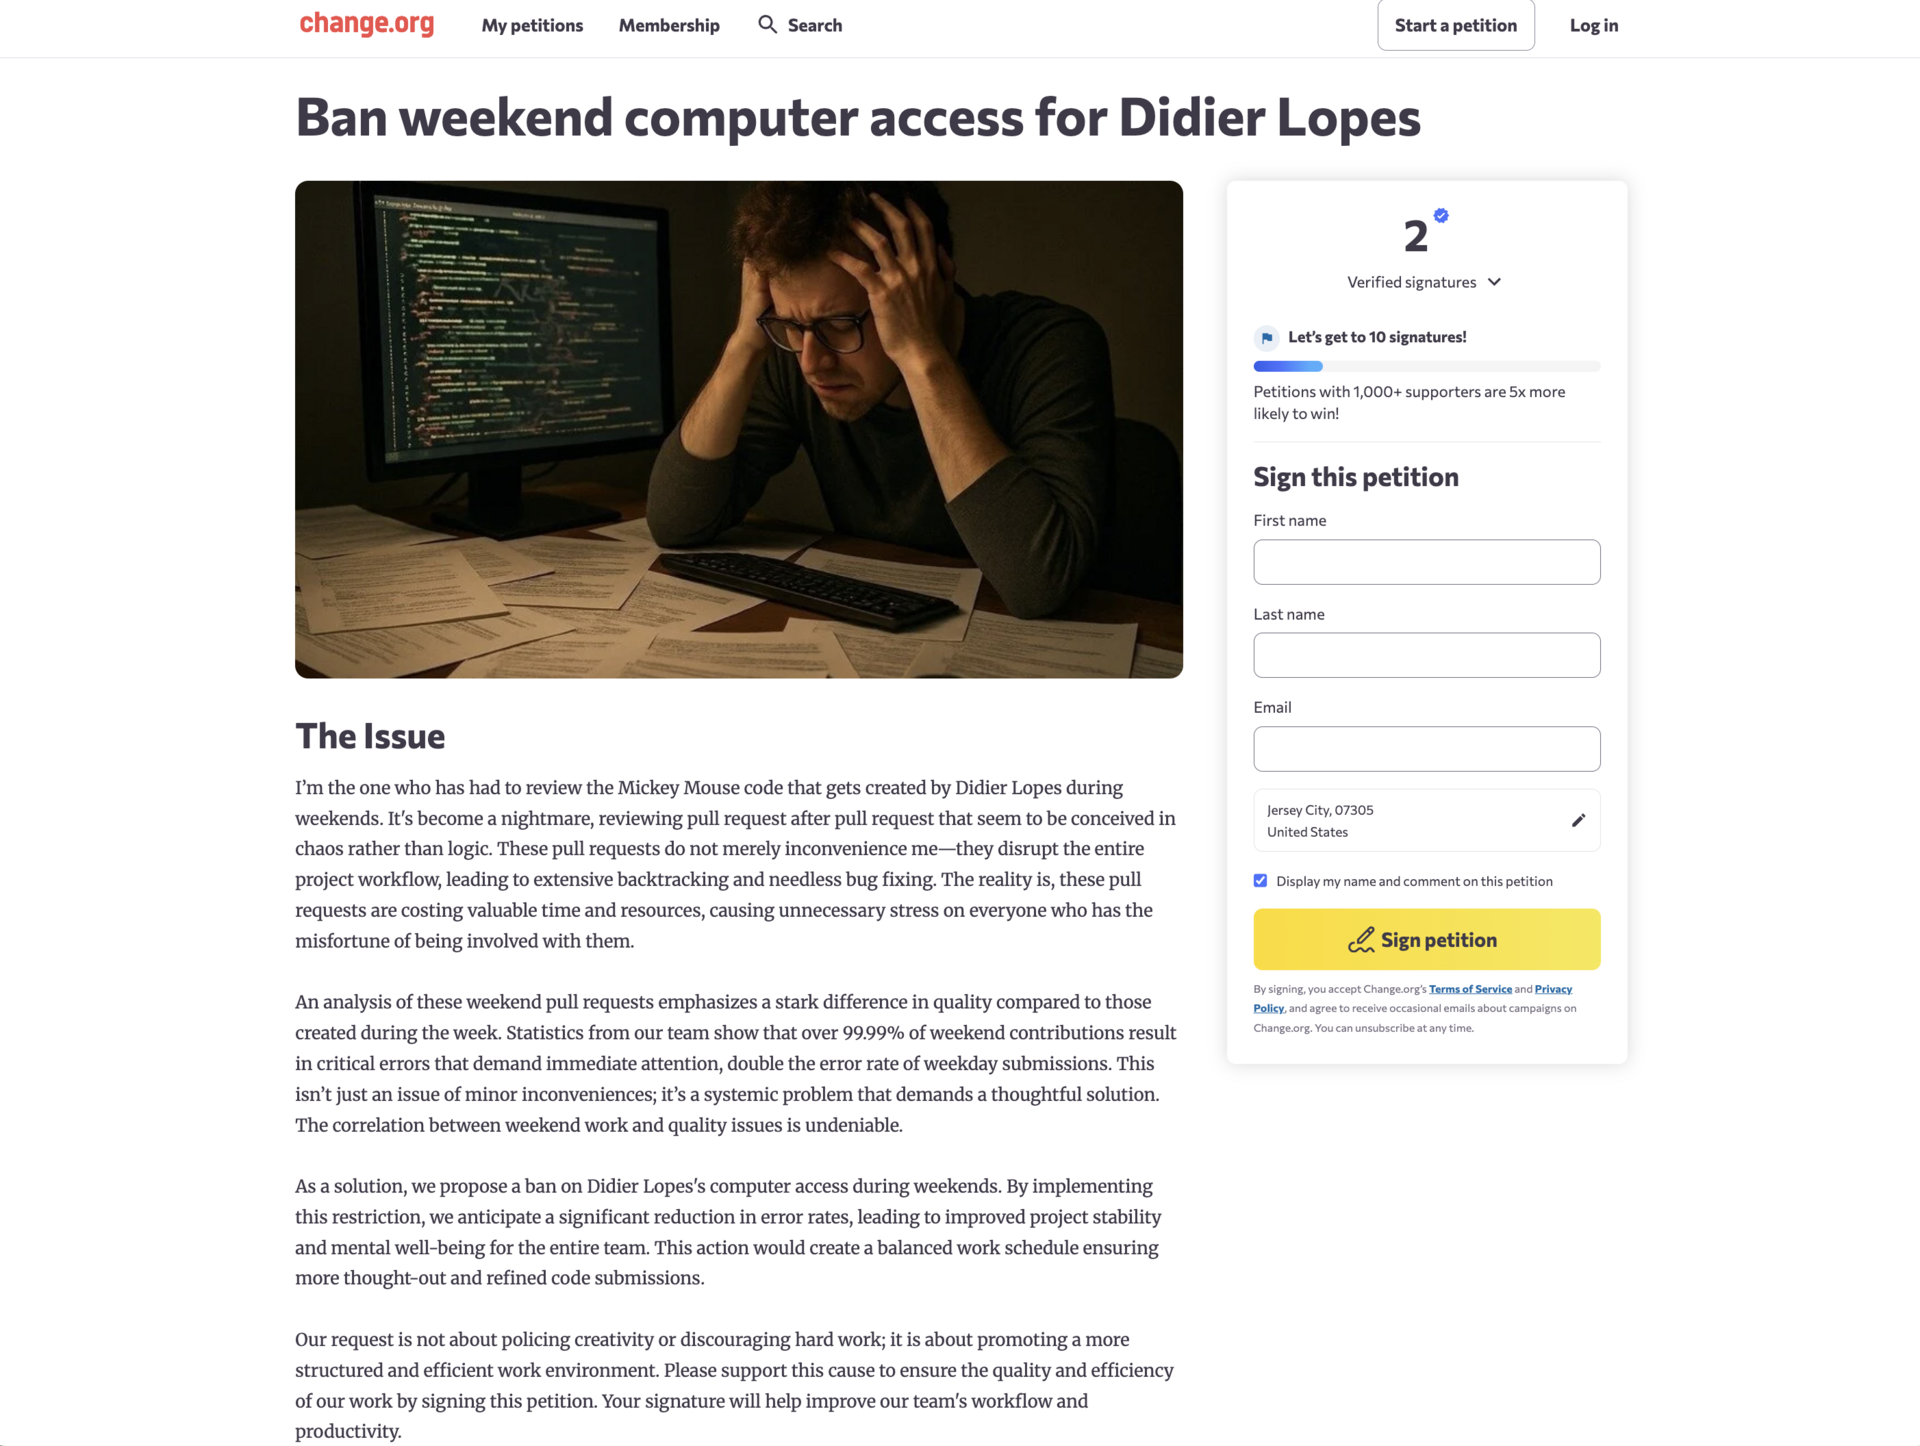 change.org
My petitions
Membership
Search
Start a petition
Log in
Ban weekend computer access for Didier Lopes
2
Verified signatures
Let's get to 10 signatures!
Petitions with 1,000+ supporters are 5x more
likely to win!
Sign this petition
First name
Last name
Email
Jersey City, 07305
United States
Display my name and comment on this petition
Sign petition
By signing, you accept Change.org's Terms of Service and Privacy
Policy, and agree to receive occasional emails about campaigns on
Change.org. You can unsubscribe at any time.
The Issue
I’m the one who has had to review the Mickey Mouse code that gets created by Didier Lopes during
weekends. It's become a nightmare, reviewing pull request after pull request that seem to be conceived in
chaos rather than logic. These pull requests do not merely inconvenience me—they disrupt the entire
project workflow, leading to extensive backtracking and needless bug fixing. The reality is, these pull
requests are costing valuable time and resources, causing unnecessary stress on everyone who has the
misfortune of being involved with them.
An analysis of these weekend pull requests emphasizes a stark difference in quality compared to those
created during the week. Statistics from our team show that over 99.99% of weekend contributions result
in critical errors that demand immediate attention, double the error rate of weekday submissions. This
isn’t just an issue of minor inconveniences; it’s a systemic problem that demands a thoughtful solution.
The correlation between weekend work and quality issues is undeniable.
As a solution, we propose a ban on Didier Lopes's computer access during weekends. By implementing
this restriction, we anticipate a significant reduction in error rates, leading to improved project stability
and mental well-being for the entire team. This action would create a balanced work schedule ensuring
more thought-out and refined code submissions.
Our request is not about policing creativity or discouraging hard work; it is about promoting a more
structured and efficient work environment. Please support this cause to ensure the quality and efficiency
of our work by signing this petition. Your signature will help improve our team's workflow and
productivity.